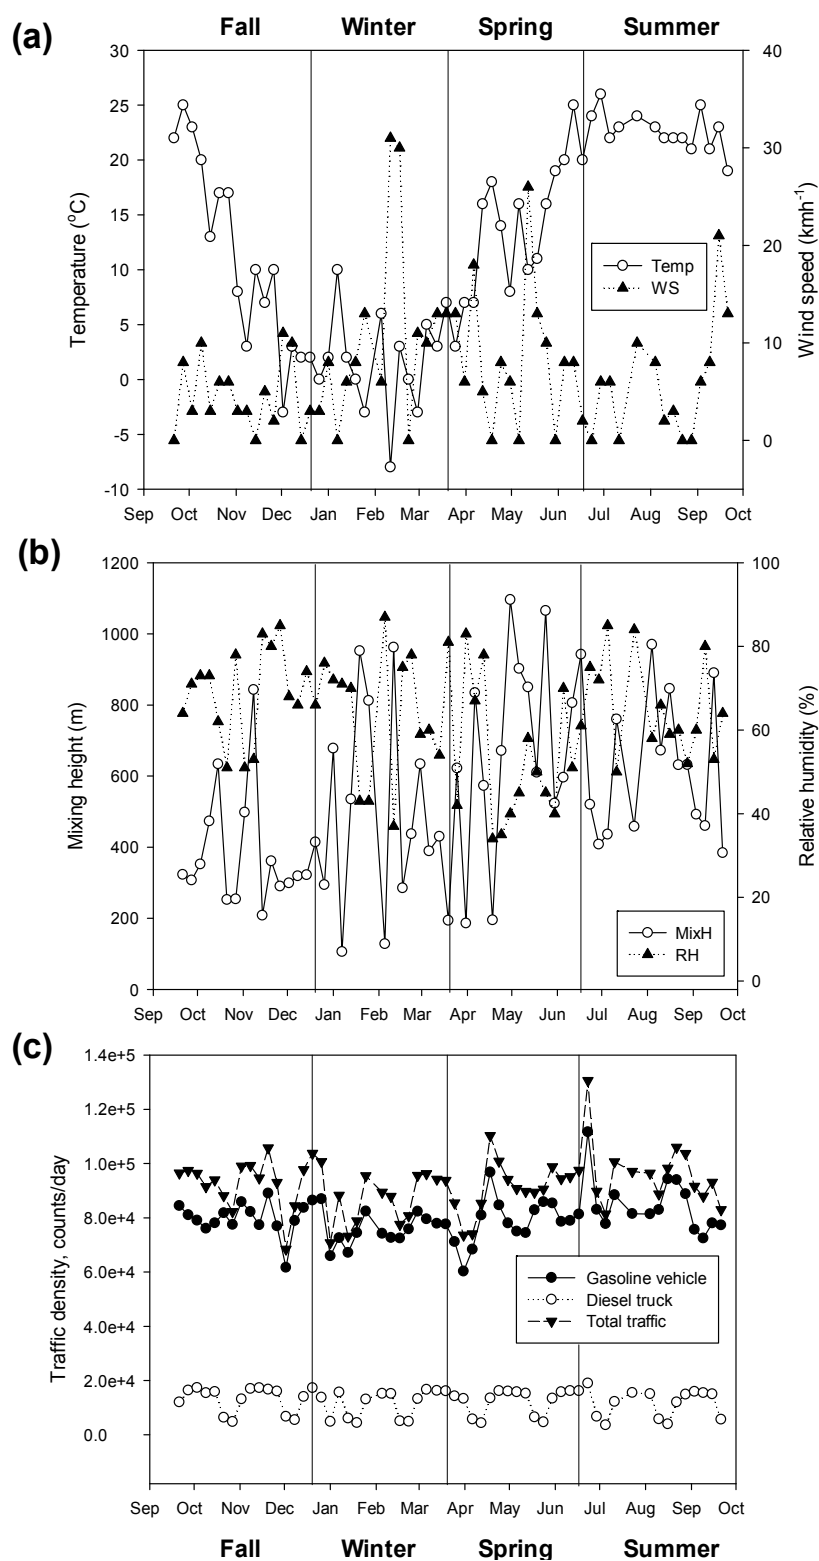 Fall Winter Spring Summer
(a)
30
25
20
15
10
5
0
-5
-10
Temperature (°C)
40
30
20
10
0
Wind speed (kmh⁻¹)
Temp
WS
Sep Oct Nov Dec Jan Feb Mar Apr May Jun Jul Aug Sep Oct
(b)
1200
1000
800
600
400
200
0
Mixing height (m)
100
80
60
40
20
0
Relative humidity (%)
MixH
RH
Sep Oct Nov Dec Jan Feb Mar Apr May Jun Jul Aug Sep Oct
(c)
1.4e+5
1.2e+5
1.0e+5
8.0e+4
6.0e+4
4.0e+4
2.0e+4
0.0
Traffic density, counts/day
Gasoline vehicle
Diesel truck
Total traffic
Sep Oct Nov Dec Jan Feb Mar Apr May Jun Jul Aug Sep Oct
Fall Winter Spring Summer